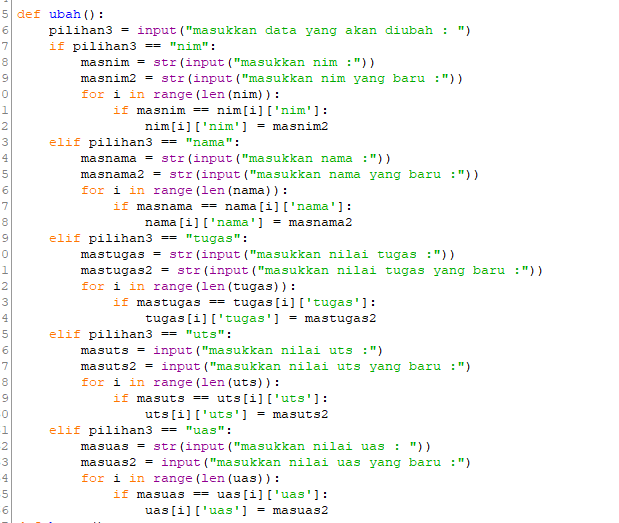 5 def ubah():
6     pilihan3 = input("masukkan data yang akan diubah : ")
7     if pilihan3 == "nim":
8         masnim = str(input("masukkan nim :"))
9         masnim2 = str(input("masukkan nim yang baru :"))
0         for i in range(len(nim)):
1             if masnim == nim[i]['nim']:
2                 nim[i]['nim'] = masnim2
3     elif pilihan3 == "nama":
4         masnama = str(input("masukkan nama :"))
5         masnama2 = str(input("masukkan nama yang baru :"))
6         for i in range(len(nama)):
7             if masnama == nama[i]['nama']:
8                 nama[i]['nama'] = masnama2
9     elif pilihan3 == "tugas":
0         mastugas = str(input("masukkan nilai tugas :"))
1         mastugas2 = str(input("masukkan nilai tugas yang baru :"))
2         for i in range(len(tugas)):
3             if mastugas == tugas[i]['tugas']:
4                 tugas[i]['tugas'] = mastugas2
5     elif pilihan3 == "uts":
6         masuts = input("masukkan nilai uts :")
7         masuts2 = input("masukkan nilai uts yang baru :")
8         for i in range(len(uts)):
9             if masuts == uts[i]['uts']:
0                 uts[i]['uts'] = masuts2
1     elif pilihan3 == "uas":
2         masuas = str(input("masukkan nilai uas : "))
3         masuas2 = input("masukkan nilai uas yang baru :")
4         for i in range(len(uas)):
5             if masuas == uas[i]['uas']:
6                 uas[i]['uas'] = masuas2